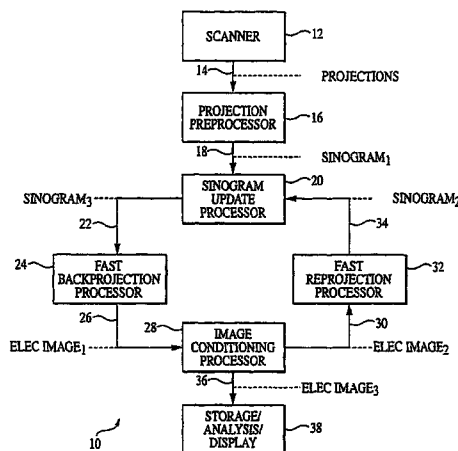 SCANNER
12
14
PROJECTIONS
PROJECTION
PREPROCESSOR
16
18
SINOGRAM1
SINOGRAM3
SINOGRAM
UPDATE
PROCESSOR
20
SINOGRAM2
22
34
24
FAST
BACKPROJECTION
PROCESSOR
FAST
REPROJECTION
PROCESSOR
32
26
28
IMAGE
CONDITIONING
PROCESSOR
30
ELEC IMAGE1
ELEC IMAGE2
36
ELEC IMAGE3
10
STORAGE/
ANALYSIS/
DISPLAY
38